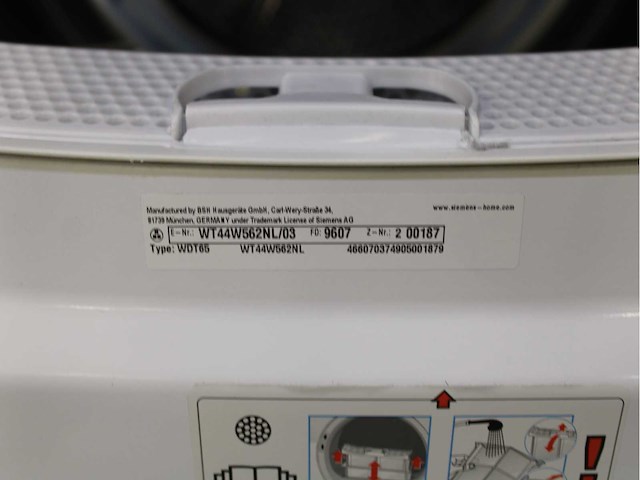 Manufactured by BSH Hausgeräte GmbH, Carl-Wery-Straße 34,
81739 München, GERMANY under Trademark License of Siemens AG
www.siemens-home.com
E-Nr.: WT44W562NL/03 FD: 9607 Z-Nr.: 2 00187
Type: WDT65 WT44W562NL 466070374905001879